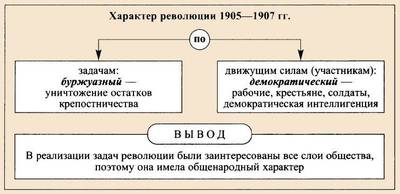 Характер революции 1905—1907 гг.
по
задачам:
буржуазный —
уничтожение остатков
крепостничества
движущим силам (участникам):
демократический —
рабочие, крестьяне, солдаты,
демократическая интеллигенция
ВЫВОД
В реализации задач революции были заинтересованы все слои общества,
поэтому она имела общенародный характер